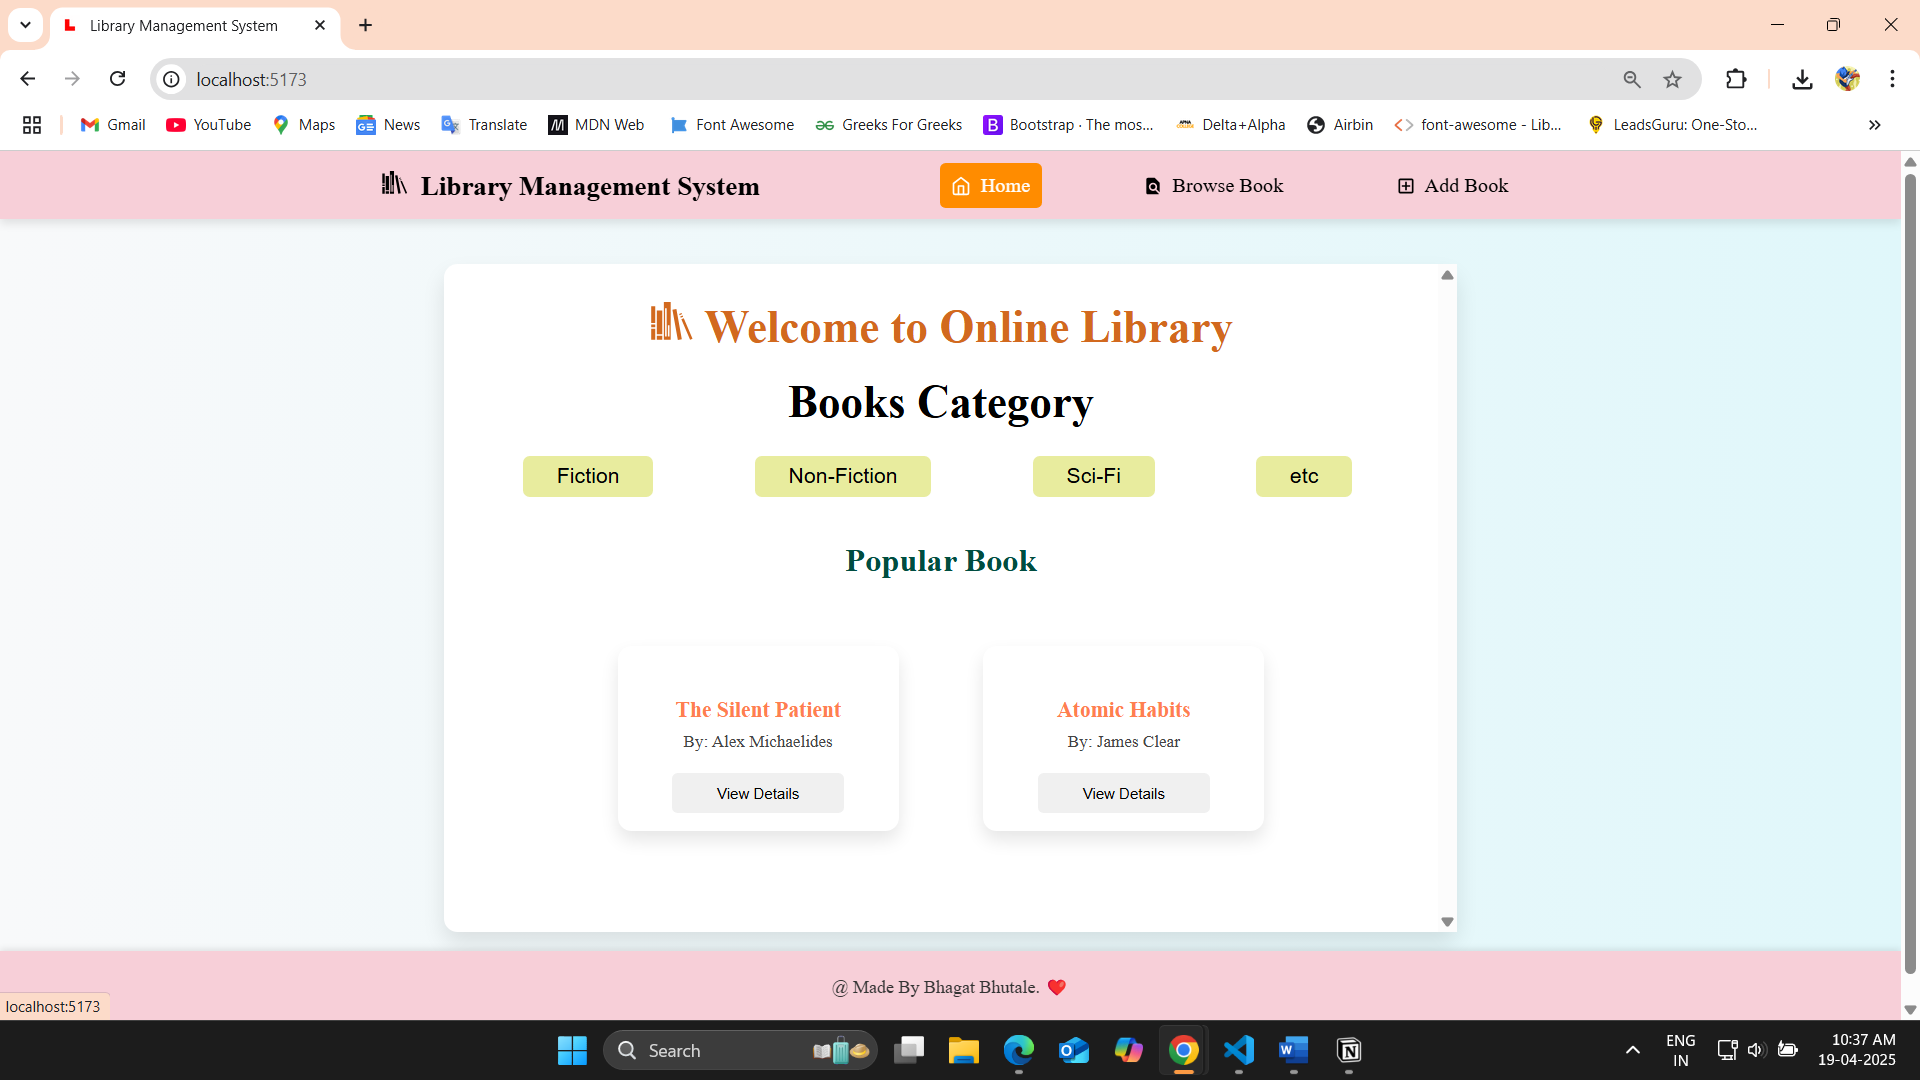 Library Management System
localhost:5173
Gmail YouTube Maps News Translate MDN Web Font Awesome Greeks For Greeks Bootstrap · The mos... Delta+Alpha Airbin font-awesome - Lib... LeadsGuru: One-Sto...
Library Management System Home Browse Book Add Book
Welcome to Online Library
Books Category
Fiction Non-Fiction Sci-Fi etc
Popular Book
The Silent Patient
By: Alex Michaelides
View Details
Atomic Habits
By: James Clear
View Details
@ Made By Bhagat Bhutale. ❤️
localhost:5173
Search
ENG
IN
10:37 AM
19-04-2025